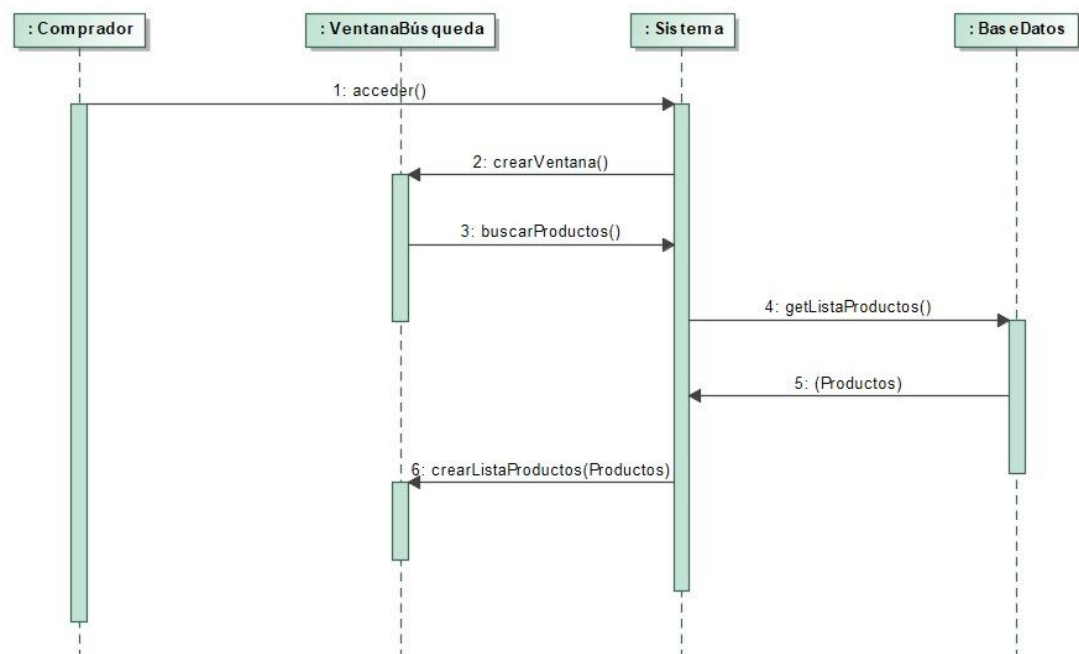 : Comprador
: VentanaBúsqueda
: Sistema
: BaseDatos
1: acceder()
2: crearVentana()
3: buscarProductos()
4: getListaProductos()
5: (Productos)
6: crearListaProductos(Productos)